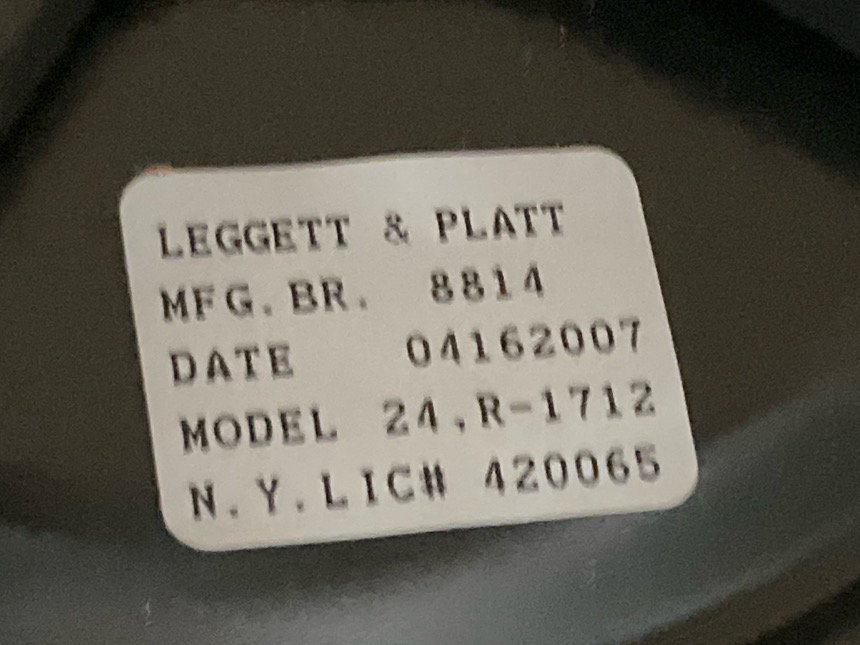 LEGGETT & PLATT
MFG.BR. 8814
DATE 04162007
MODEL 24,R-1712
N.Y.LIC# 420065